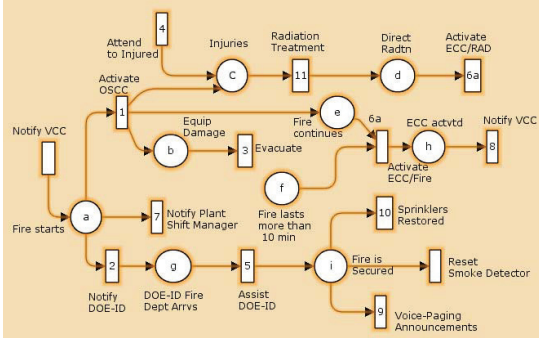 4
Attend
to Injured
Injuries
Radiation
Treatment
Direct
Radtn
Activate
ECC/RAD
C
11
d
6a
Activate
OSCC
1
e
Equip
Damage
Fire
continues
6a
ECC actvtd
Notify VCC
Notify VCC
b
3
Evacuate
h
8
Activate
ECC/Fire
f
Fire lasts
more than
10 min
Fire starts
a
7
Notify Plant
Shift Manager
10
Sprinklers
Restored
2
g
5
i
Fire is
Secured
Reset
Smoke Detector
Notify
DOE-ID
DOE-ID Fire
Dept Arrvs
Assist
DOE-ID
9
Voice-Paging
Announcements